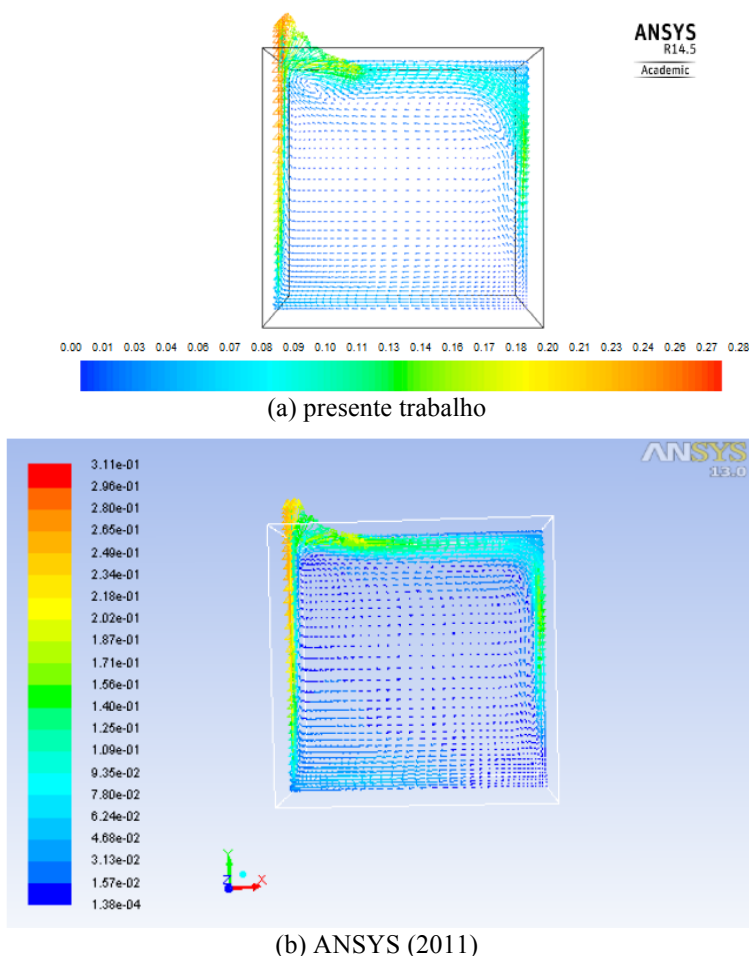 ANSYS
R14.5
Academic
0.00 0.01 0.03 0.04 0.06 0.07 0.08 0.09 0.10 0.11 0.13 0.14 0.16 0.17 0.18 0.20 0.21 0.23 0.24 0.26 0.27 0.28
(a) presente trabalho
ANSYS
13.0
3.11e-01
2.96e-01
2.80e-01
2.65e-01
2.49e-01
2.34e-01
2.18e-01
2.02e-01
1.87e-01
1.71e-01
1.56e-01
1.40e-01
1.25e-01
1.09e-01
9.35e-02
7.80e-02
6.24e-02
4.68e-02
3.13e-02
1.57e-02
1.38e-04
Y
Z X
(b) ANSYS (2011)